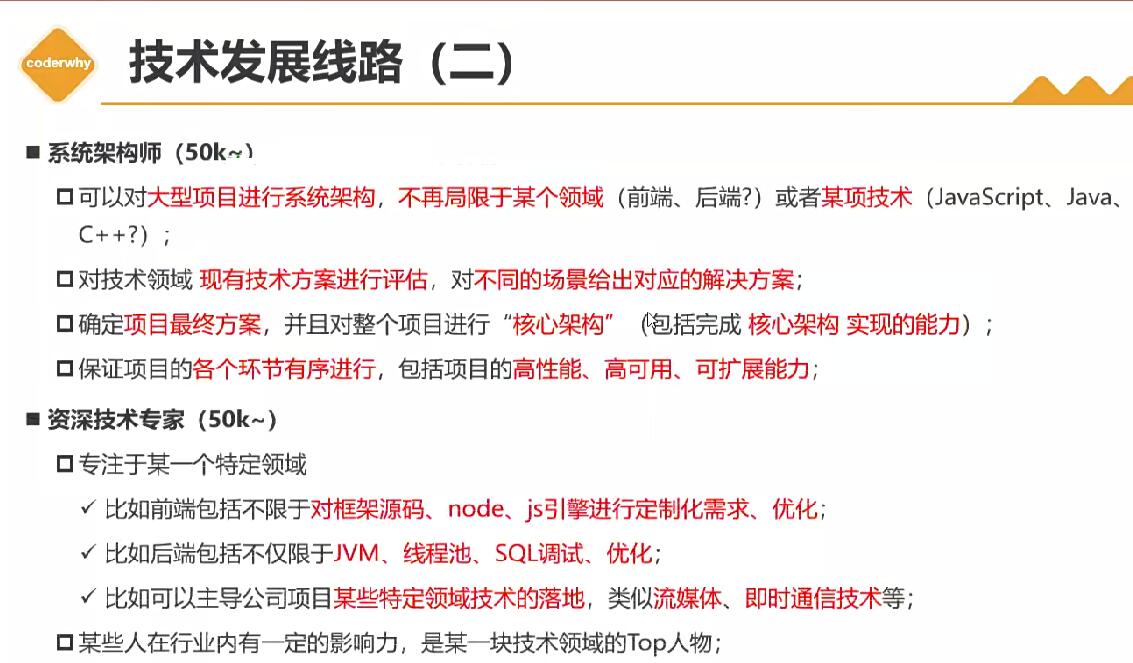 coderwhy
技术发展线路（二）
■ 系统架构师（50k~）
可以对大型项目进行系统架构，不再局限于某个领域（前端、后端?）或者某项技术（JavaScript、Java、
C++?）；
对技术领域 现有技术方案进行评估，对不同的场景给出对应的解决方案；
确定项目最终方案，并且对整个项目进行“核心架构”（包括完成 核心架构 实现的能力）；
保证项目的各个环节有序进行，包括项目的高性能、高可用、可扩展能力；
■ 资深技术专家（50k~）
专注于某一个特定领域
✓ 比如前端包括不限于对框架源码、node、js引擎进行定制化需求、优化；
✓ 比如后端包括不仅限于JVM、线程池、SQL调试、优化；
✓ 比如可以主导公司项目某些特定领域技术的落地，类似流媒体、即时通信技术等；
某些人在行业内有一定的影响力，是某一块技术领域的Top人物；